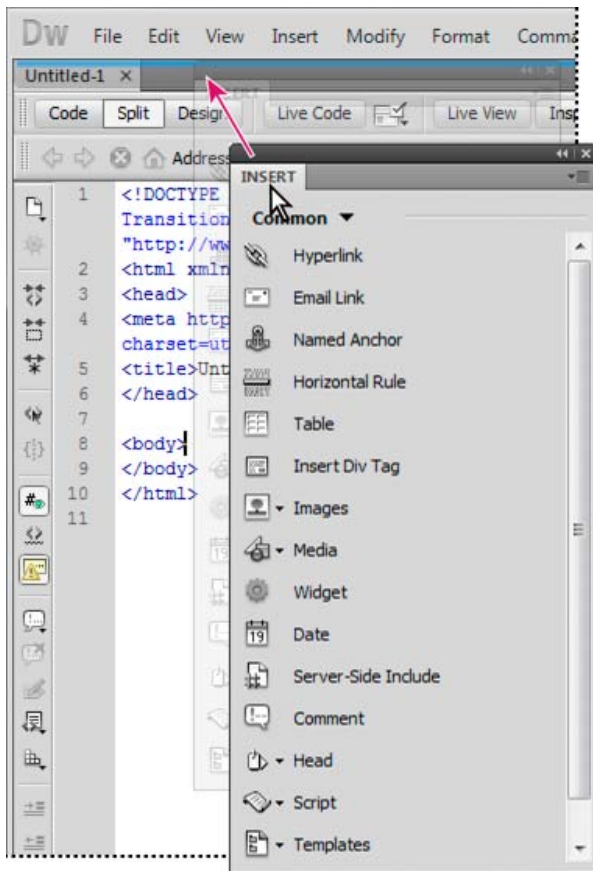 Dw File Edit View Insert Modify Format Comma
Untitled-1 ×
Code Split Design Live Code Live View Ins
Address
INSERT
Common
1 <!DOCTYPE
Transition
"http://ww
2 <html xmln
3 <head>
4 <meta http
charset=ut
5 <title>Unt
6 </head>
7
8 <body>
9 </body>
10 </html>
11
Hyperlink
Email Link
Named Anchor
Horizontal Rule
Table
Insert Div Tag
Images
Media
Widget
19 Date
Server-Side Include
Comment
Head
Script
Templates